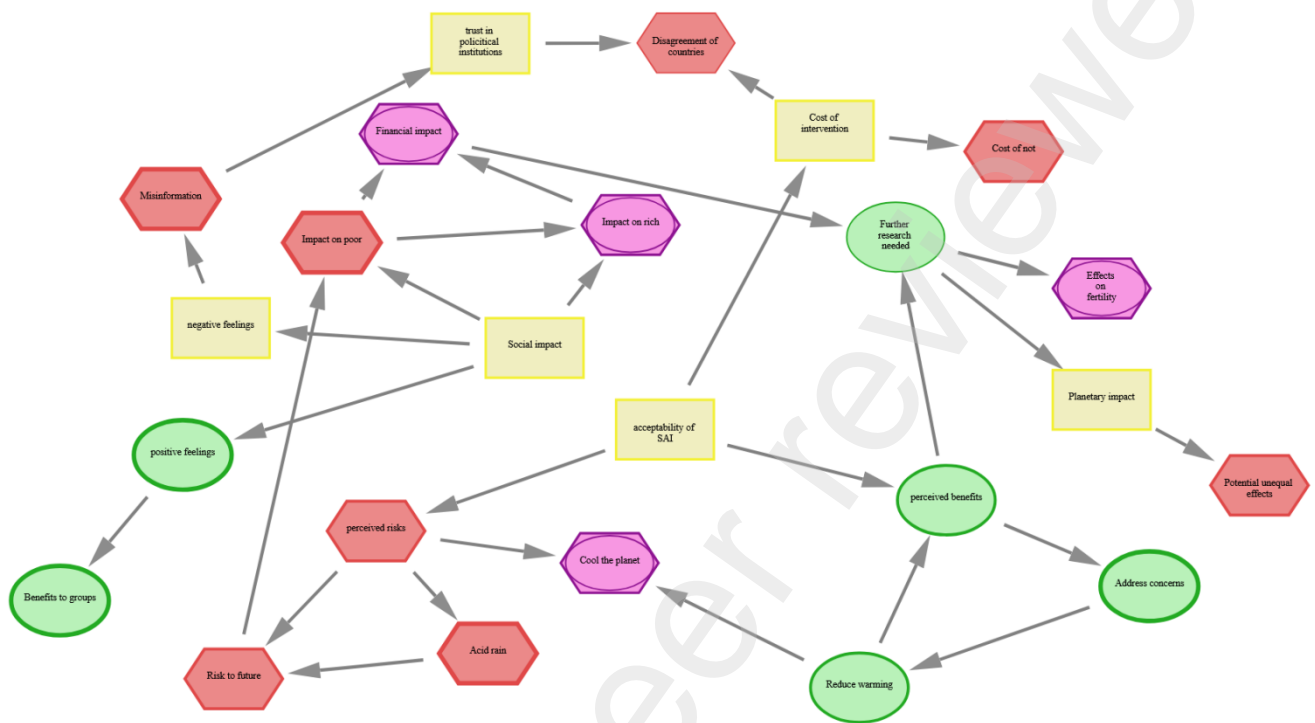 trust in
policitical
institutions
Disagreement of
countries
Cost of
intervention
Financial impact
Cost of not
Misinformation
Impact on poor
Impact on rich
Further
research
needed
Effects
on
fertility
negative feelings
Social impact
Planetary impact
acceptability of
SAI
positive feelings
perceived benefits
Potential unequal
effects
perceived risks
Cool the planet
Address concerns
Benefits to groups
Acid rain
Risk to future
Reduce warming
eer reviewe